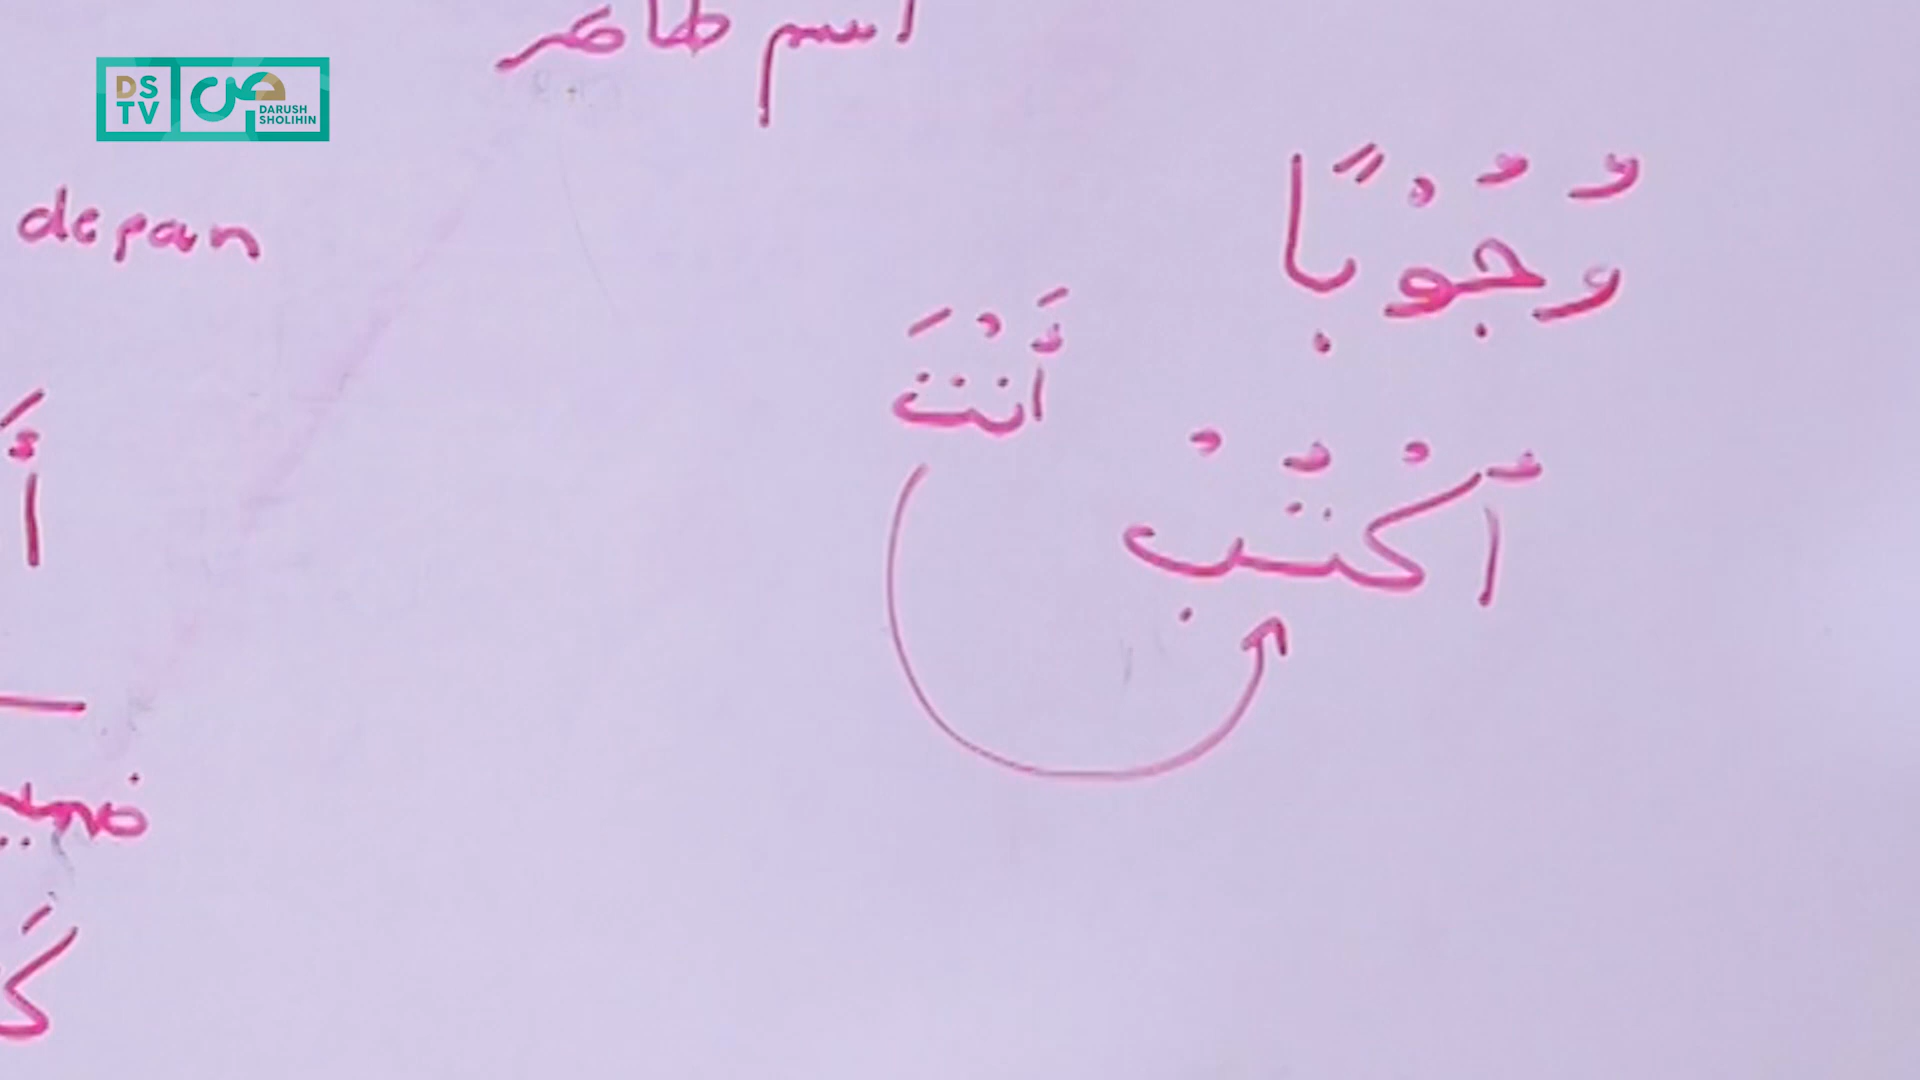 اسم ظاهر
DS
TV
DARUSH
SHOLIHIN
depan
وُجُوْبًا
أَنْتَ
اُكْتُبْ
أَ